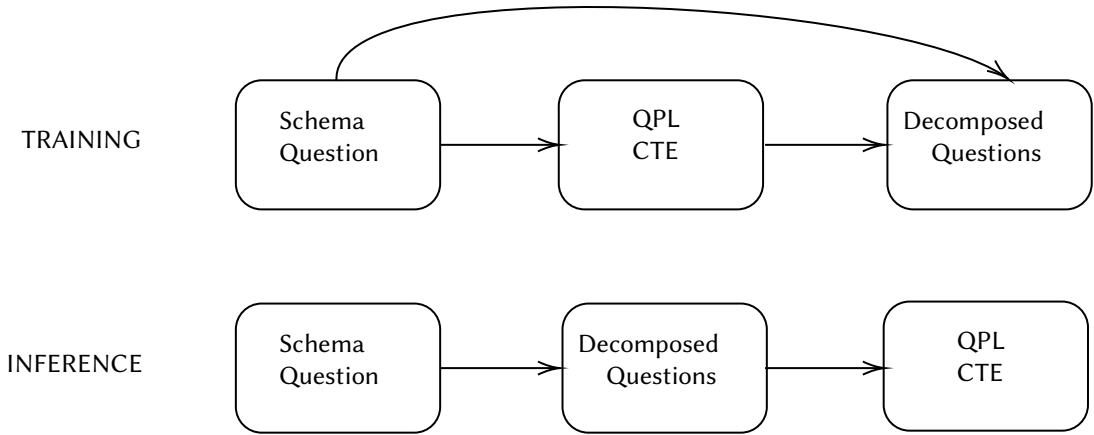 TRAINING
Schema
Question
QPL
CTE
Decomposed
Questions
INFERENCE
Schema
Question
Decomposed
Questions
QPL
CTE